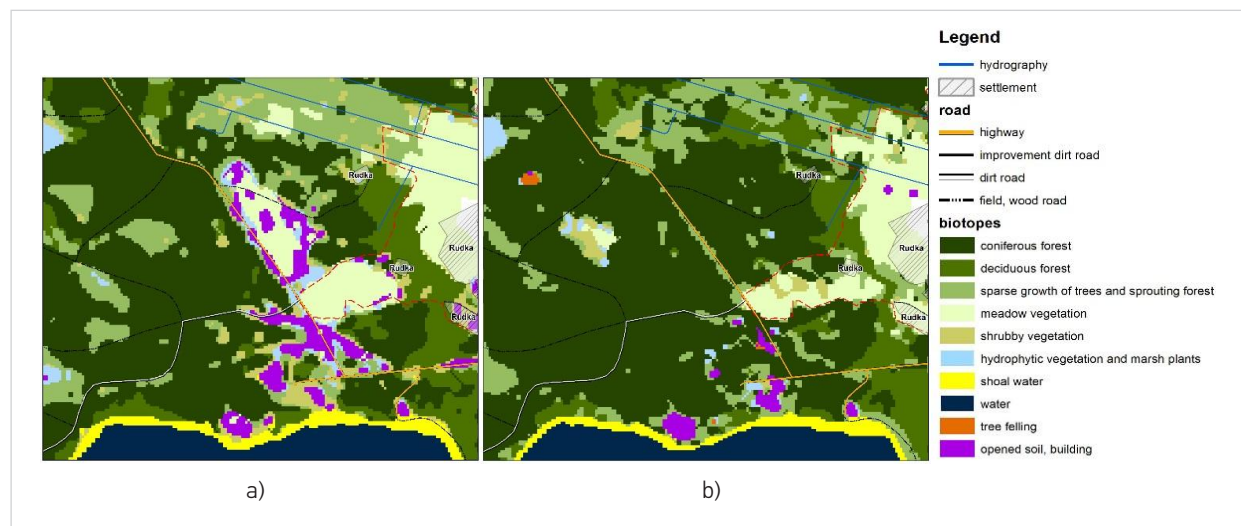 Legend
hydrography
settlement
road
highway
improvement dirt road
dirt road
field, wood road
biotopes
coniferous forest
deciduous forest
sparse growth of trees and sprouting forest
meadow vegetation
shrubby vegetation
hydrophytic vegetation and marsh plants
shoal water
water
tree felling
opened soil, building
Rudka
Rudka
Rudka
Rudka
Rudka
Rudka
Rudka
Rudka
a)
b)